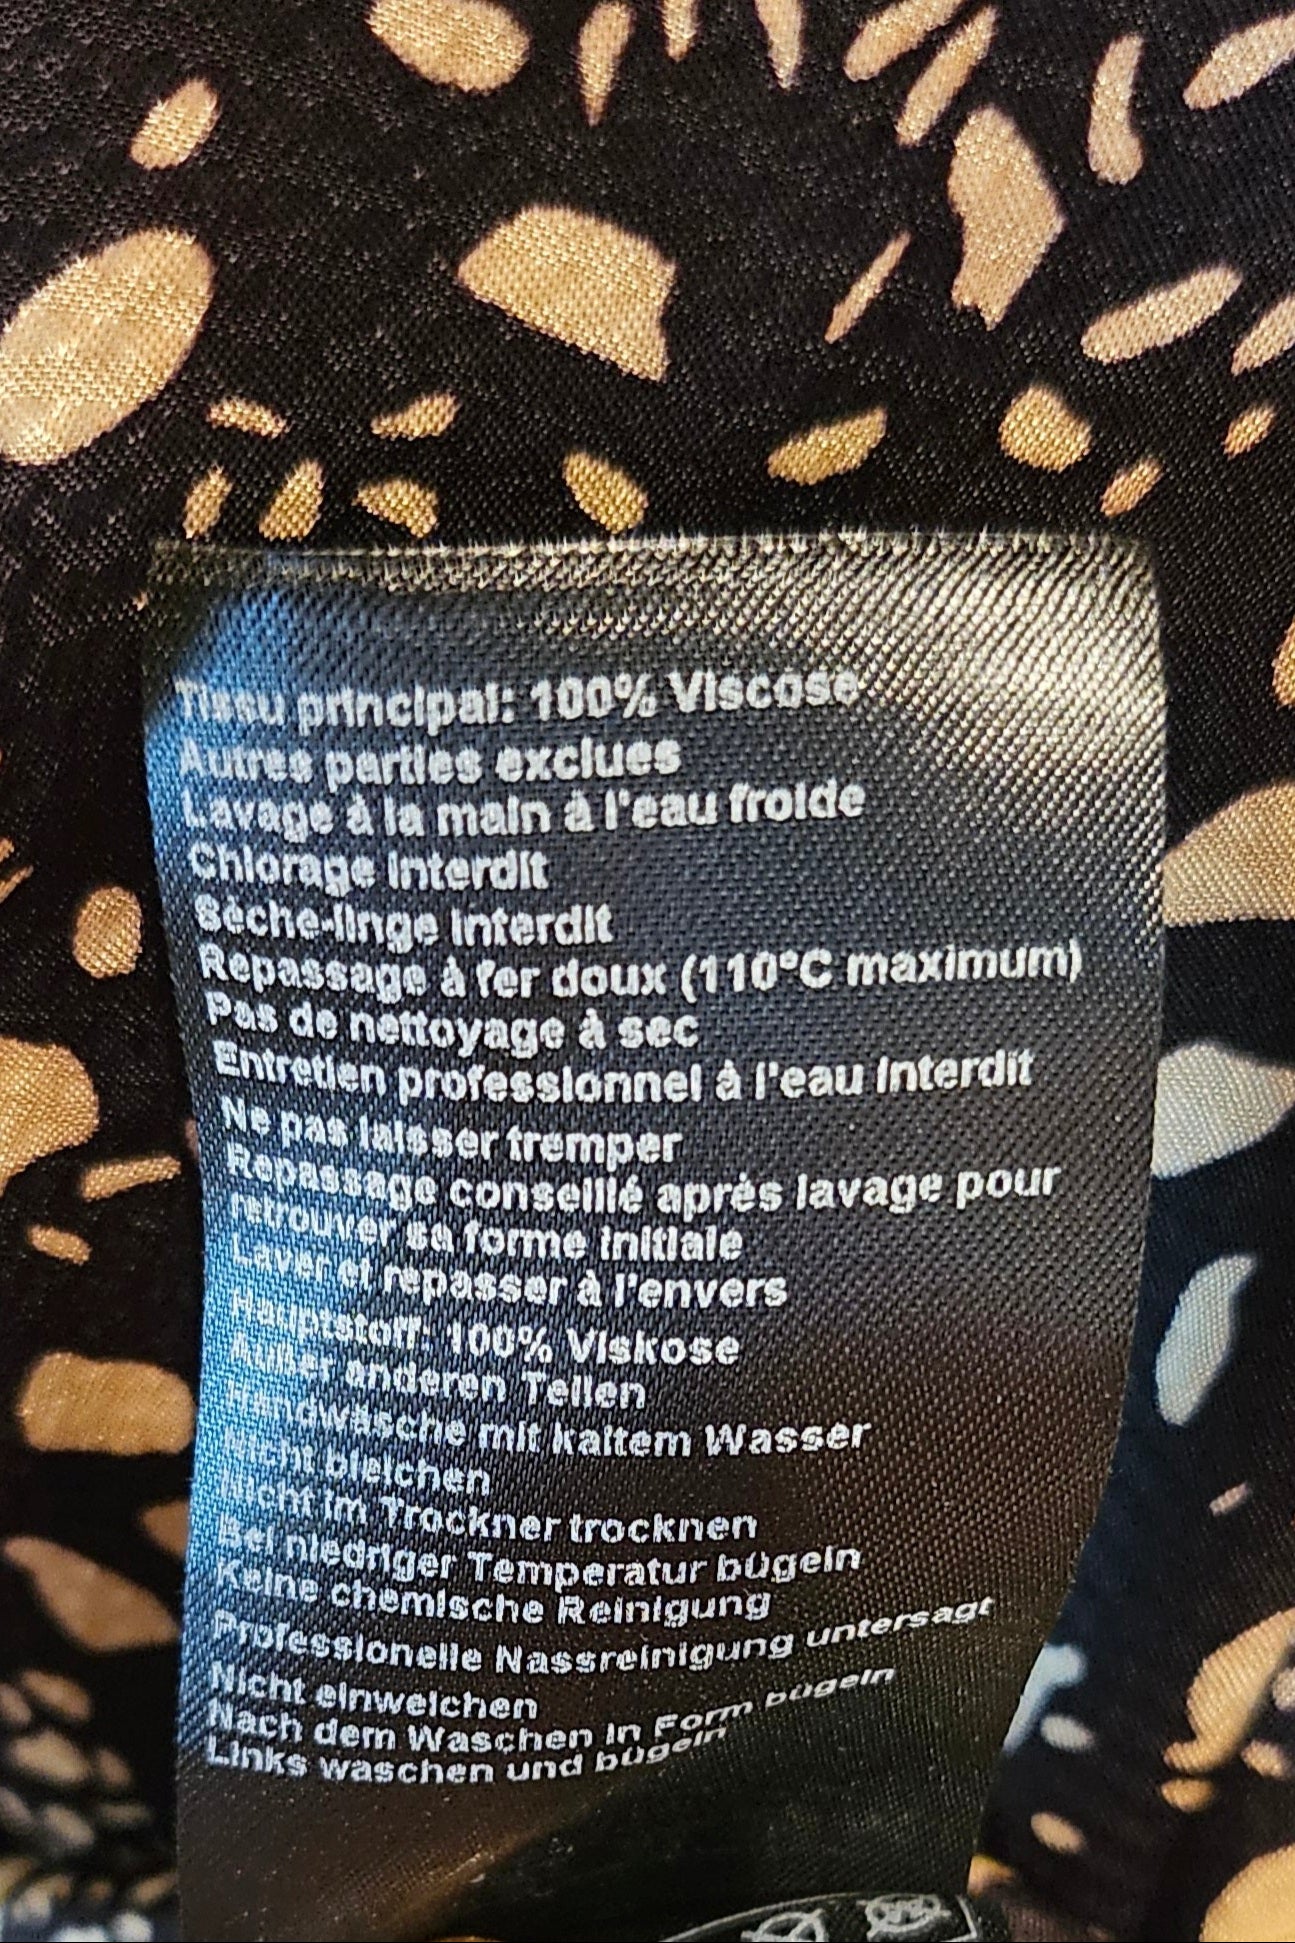 Tissu principal: 100% Viscose
Autres parties exclues
Lavage à la main à l'eau froide
Chlorage interdit
Sèche-linge interdit
Repassage à fer doux (110°C maximum)
Pas de nettoyage à sec
Entretien professionnel à l'eau interdit
Ne pas laisser tremper
Repassage conseillé après lavage pour
retrouver sa forme initiale
Laver et repasser à l'envers
Hauptstoff: 100% Viskose
Außer anderen Teilen
Handwäsche mit kaltem Wasser
Nicht bleichen
Nicht im Trockner trocknen
Bei niedriger Temperatur bügeln
Keine chemische Reinigung
Professionelle Nassreinigung untersagt
Nicht einweichen
Nach dem Waschen in Form bügeln
Links waschen und bügeln